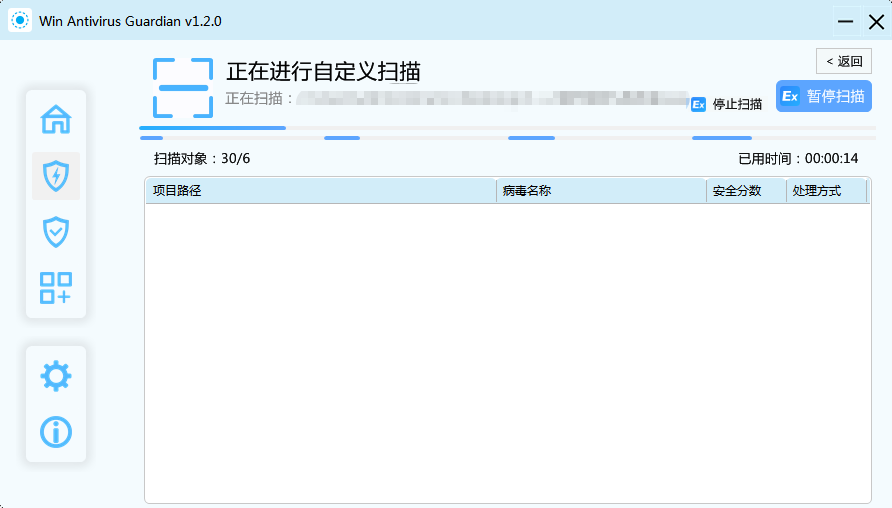 Win Antivirus Guardian v1.2.0
< 返回
正在进行自定义扫描
正在扫描：
Ex 停止扫描
Ex 暂停扫描
扫描对象：30/6
已用时间：00:00:14
项目路径 病毒名称 安全分数 处理方式